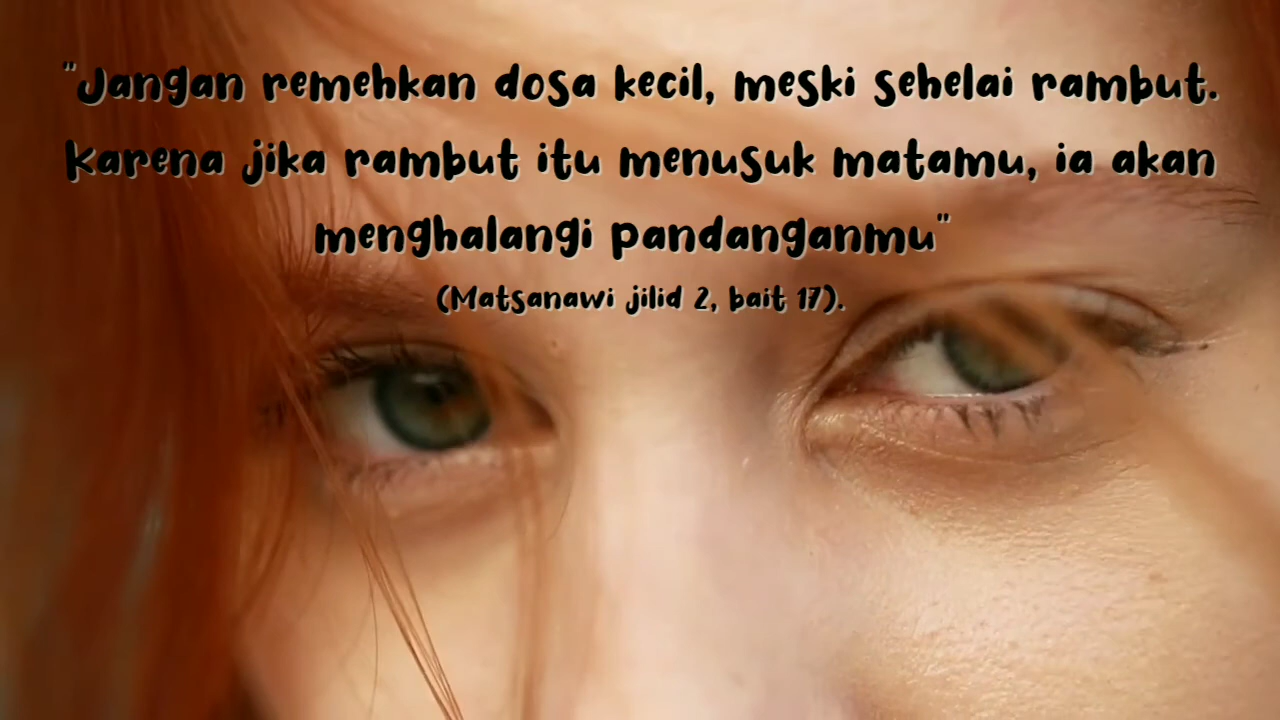 "Jangan remehkan dosa kecil, meski sehelai rambut.
Karena jika rambut itu menusuk matamu, ia akan
menghalangi pandanganmu"
(Matsanawi jilid 2, bait 17).